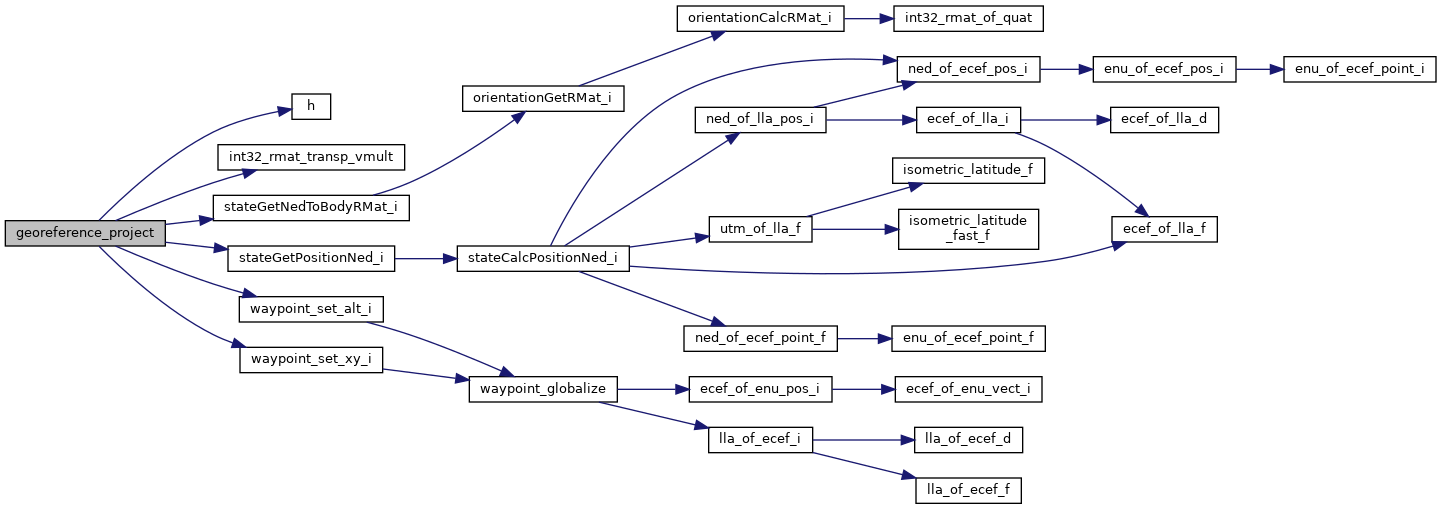 georeference_project
h
int32_rmat_transp_vmult
stateGetNedToBodyRMat_i
stateGetPositionNed_i
waypoint_set_alt_i
waypoint_set_xy_i
orientationGetRMat_i
stateCalcPositionNed_i
waypoint_globalize
orientationCalcRMat_i
ned_of_lla_pos_i
utm_of_lla_f
ned_of_ecef_point_f
ecef_of_enu_pos_i
lla_of_ecef_i
int32_rmat_of_quat
ned_of_ecef_pos_i
ecef_of_lla_i
isometric_latitude_f
isometric_latitude
_fast_f
enu_of_ecef_point_f
ecef_of_enu_vect_i
lla_of_ecef_d
lla_of_ecef_f
enu_of_ecef_pos_i
ecef_of_lla_d
ecef_of_lla_f
enu_of_ecef_point_i